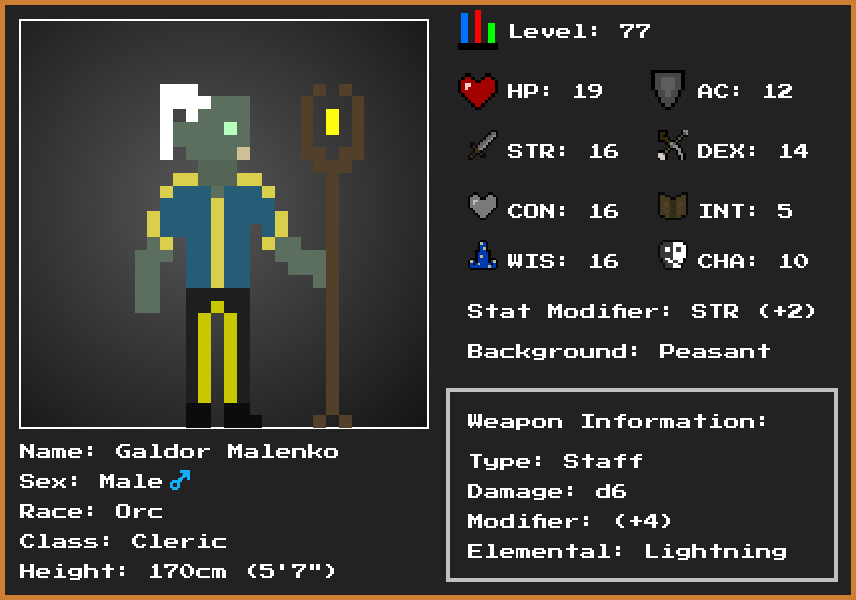 Level: 77
HP: 19 AC: 12
STR: 16 DEX: 14
CON: 16 INT: 5
WIS: 16 CHA: 10
Stat Modifier: STR (+2)
Background: Peasant
Weapon Information:
Type: Staff
Damage: d6
Modifier: (+4)
Elemental: Lightning
Name: Galdor Malenko
Sex: Male ♂
Race: Orc
Class: Cleric
Height: 170cm (5'7")